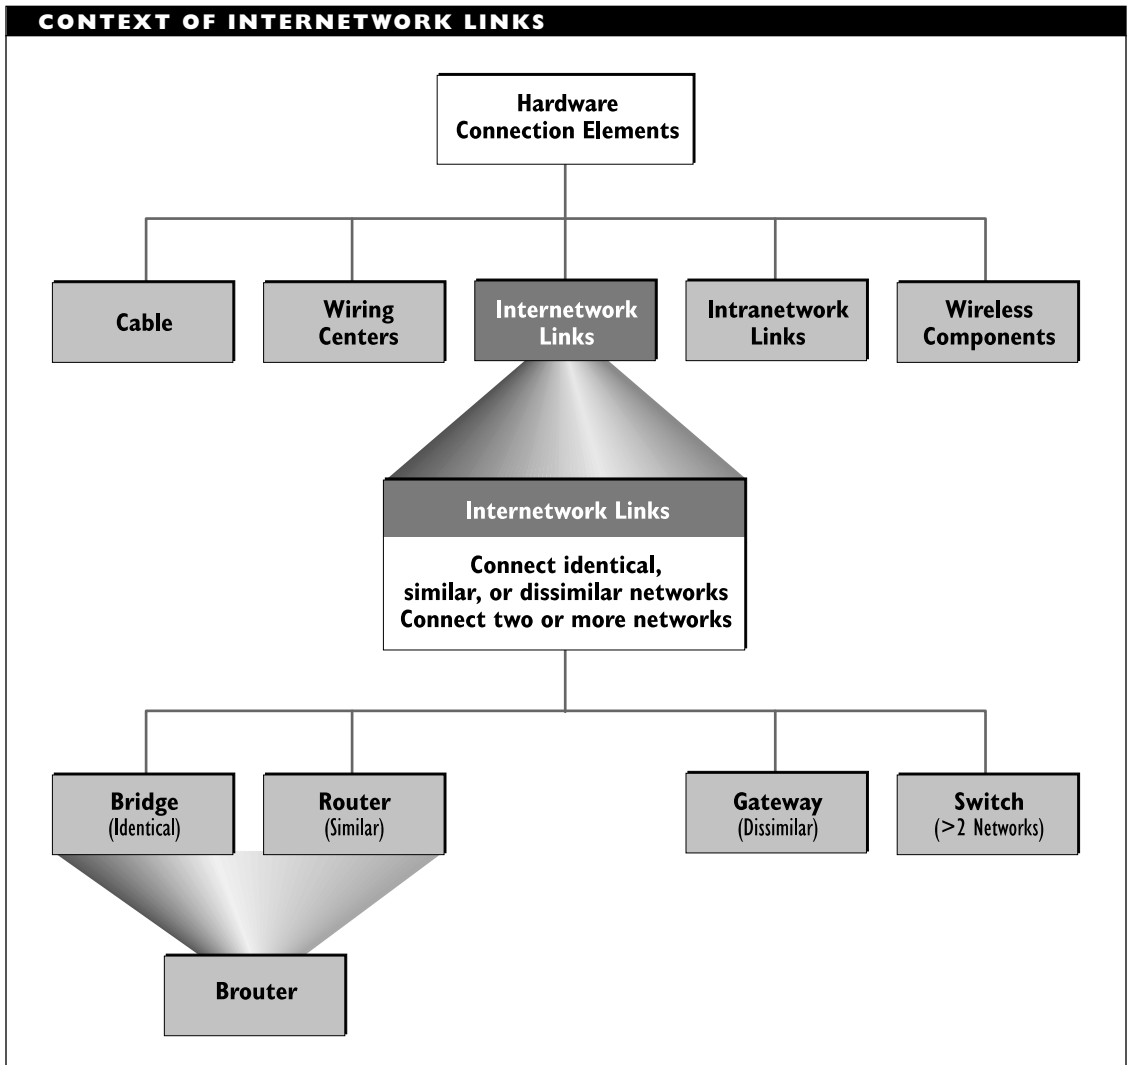 CONTEXT OF INTERNETWORK LINKS
Hardware
Connection Elements
Cable
Wiring
Centers
Internetwork
Links
Intranetwork
Links
Wireless
Components
Internetwork Links
Connect identical,
similar, or dissimilar networks
Connect two or more networks
Bridge
(Identical)
Router
(Similar)
Gateway
(Dissimilar)
Switch
(>2 Networks)
Brouter